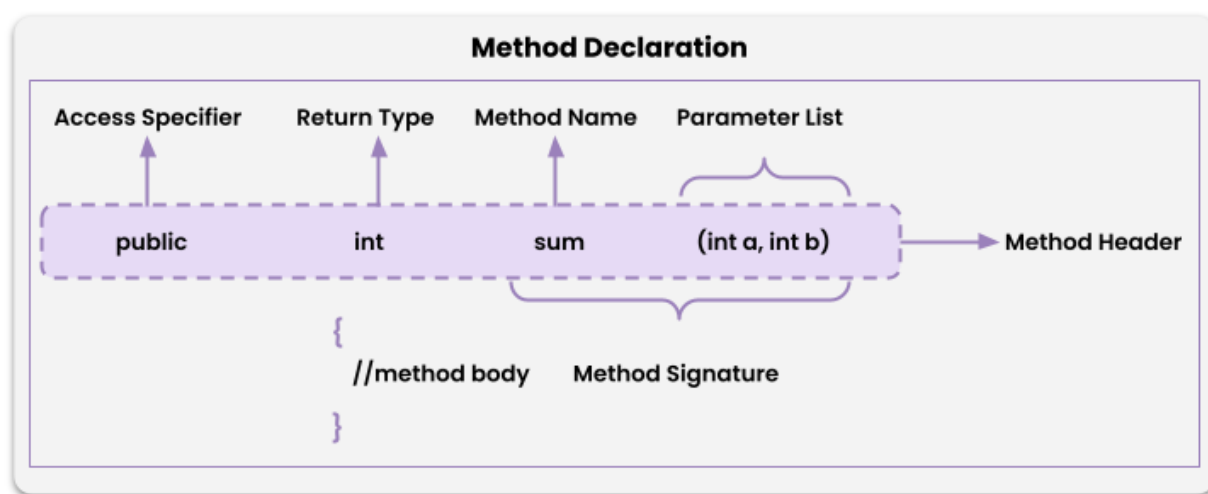 Method Declaration
Access Specifier Return Type Method Name Parameter List
public int sum (int a, int b) Method Header
{
//method body Method Signature
}